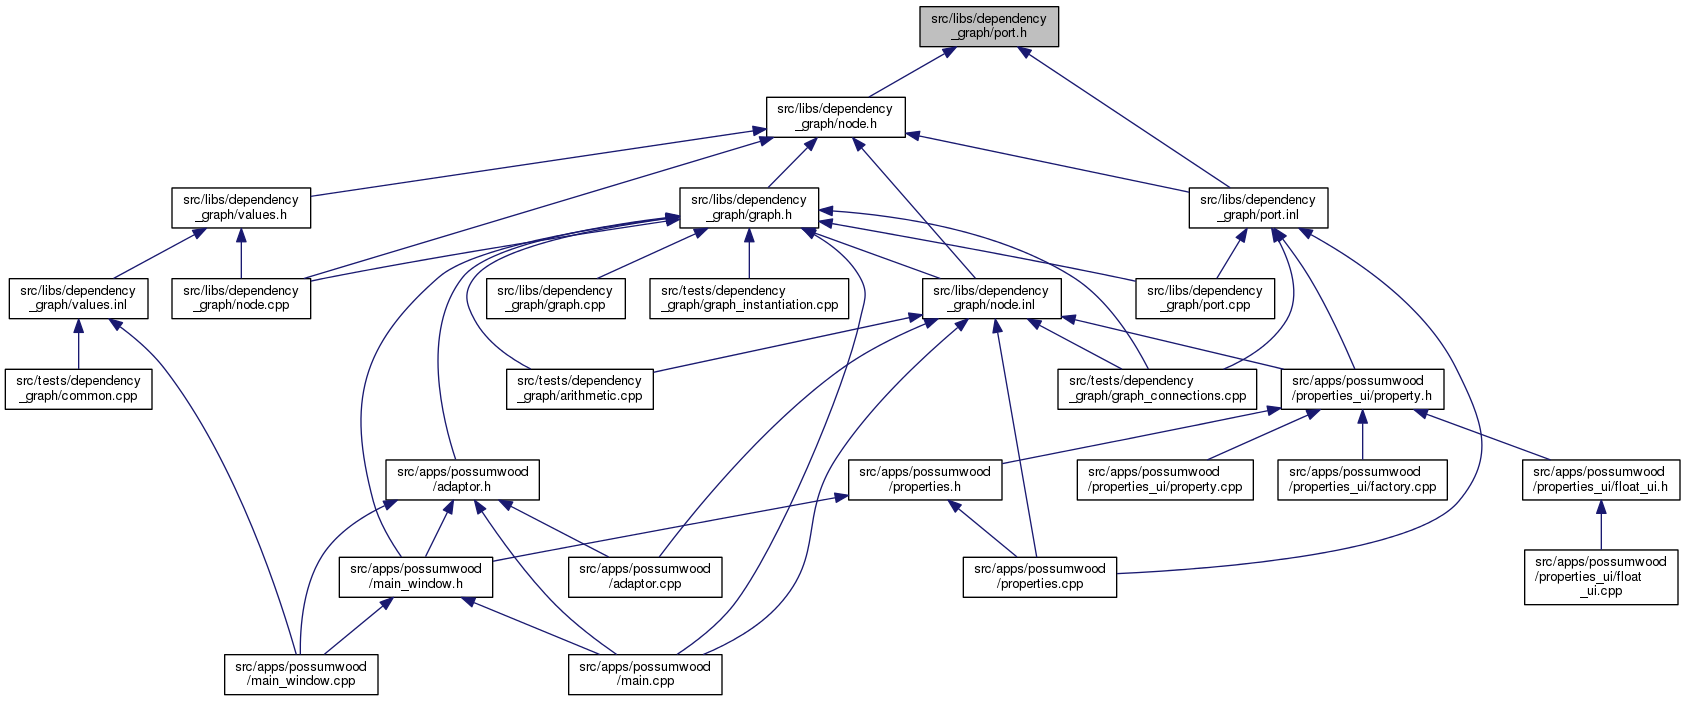 src/libs/dependency
_graph/port.h
src/libs/dependency
_graph/node.h
src/libs/dependency
_graph/values.h
src/libs/dependency
_graph/graph.h
src/libs/dependency
_graph/port.inl
src/libs/dependency
_graph/values.inl
src/libs/dependency
_graph/node.cpp
src/libs/dependency
_graph/graph.cpp
src/tests/dependency
_graph/graph_instantiation.cpp
src/libs/dependency
_graph/node.inl
src/libs/dependency
_graph/port.cpp
src/tests/dependency
_graph/common.cpp
src/tests/dependency
_graph/arithmetic.cpp
src/tests/dependency
_graph/graph_connections.cpp
src/apps/possumwood
/properties_ui/property.h
src/apps/possumwood
/adaptor.h
src/apps/possumwood
/properties.h
src/apps/possumwood
/properties_ui/property.cpp
src/apps/possumwood
/properties_ui/factory.cpp
src/apps/possumwood
/properties_ui/float_ui.h
src/apps/possumwood
/main_window.h
src/apps/possumwood
/adaptor.cpp
src/apps/possumwood
/properties.cpp
src/apps/possumwood
/properties_ui/float
_ui.cpp
src/apps/possumwood
/main_window.cpp
src/apps/possumwood
/main.cpp